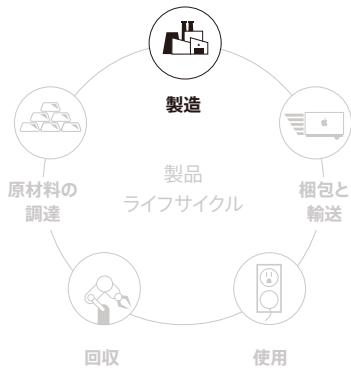 製造
原材料の
調達
製品
ライフサイクル
梱包と
輸送
回収
使用